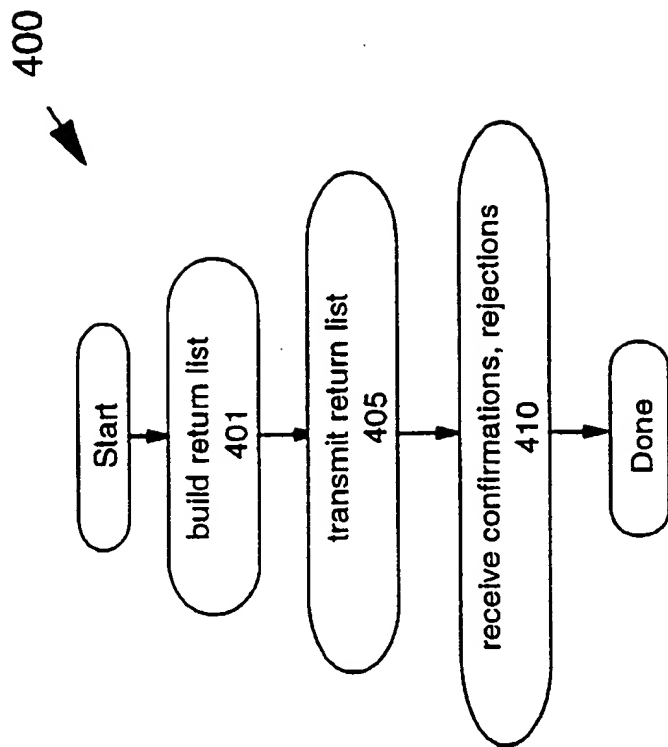 400
Start
build return list
401
transmit return list
405
receive confirmations, rejections
410
Done